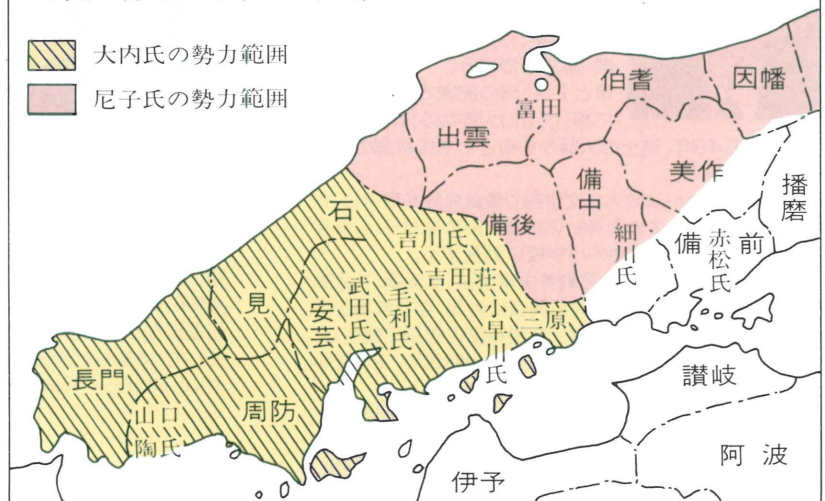 大内氏の勢力範囲
尼子氏の勢力範囲
伯耆
因幡
富田
出雲
美作
備中
播磨
石
備後
吉川氏
細川氏
備前
赤松氏
吉田荘
見
安芸
武田氏
毛利氏
小早川氏
三原
長門
讃岐
山口
陶氏
周防
阿波
伊予